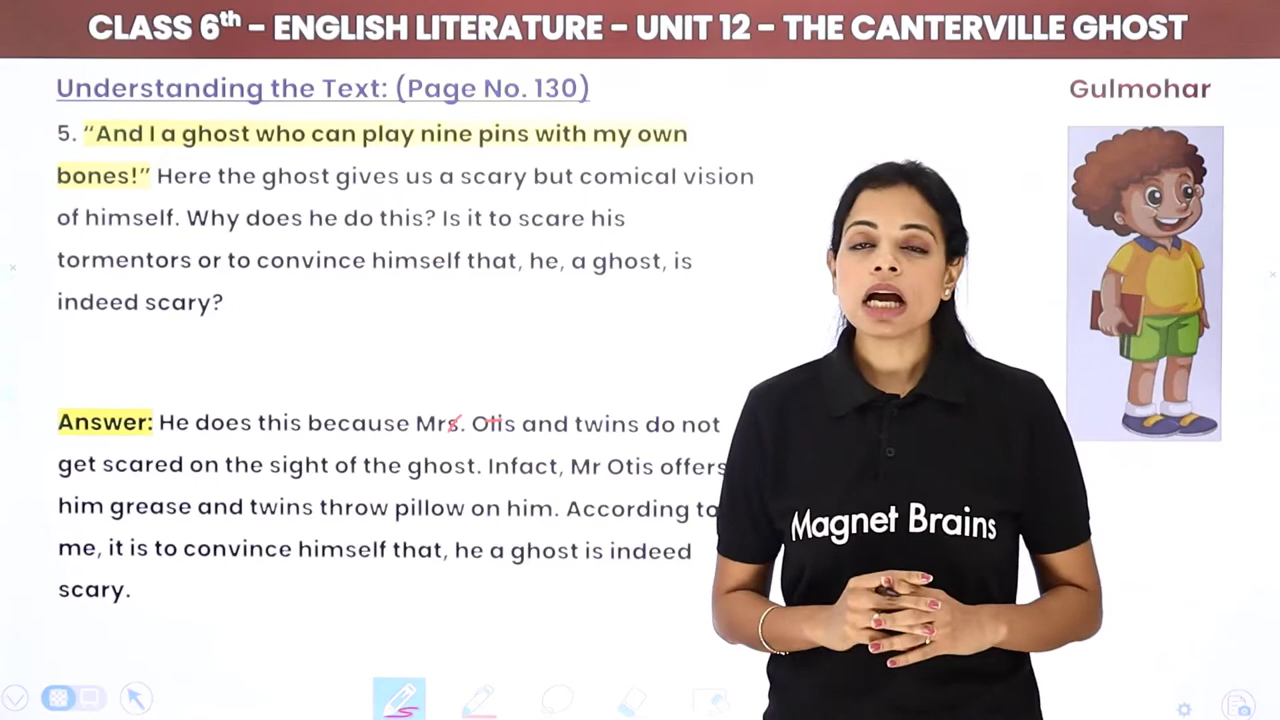 CLASS 6th – ENGLISH LITERATURE – UNIT 12 – THE CANTERVILLE GHOST
Understanding the Text: (Page No. 130)
Gulmohar
5. “And I a ghost who can play nine pins with my own
bones!” Here the ghost gives us a scary but comical vision
of himself. Why does he do this? Is it to scare his
tormentors or to convince himself that, he, a ghost, is
indeed scary?
Answer: He does this because Mrs. Otis and twins do not
get scared on the sight of the ghost. Infact, Mr Otis offers
him grease and twins throw pillow on him. According to
me, it is to convince himself that, he a ghost is indeed
scary.
Magnet Brains